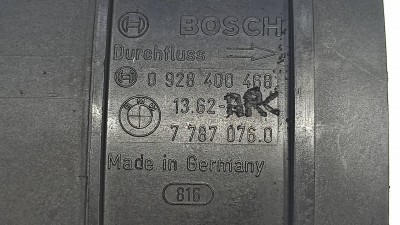 BOSCH
Durchfluss
0 928 400 468
13.62-
7 787 076.0
Made in Germany
816